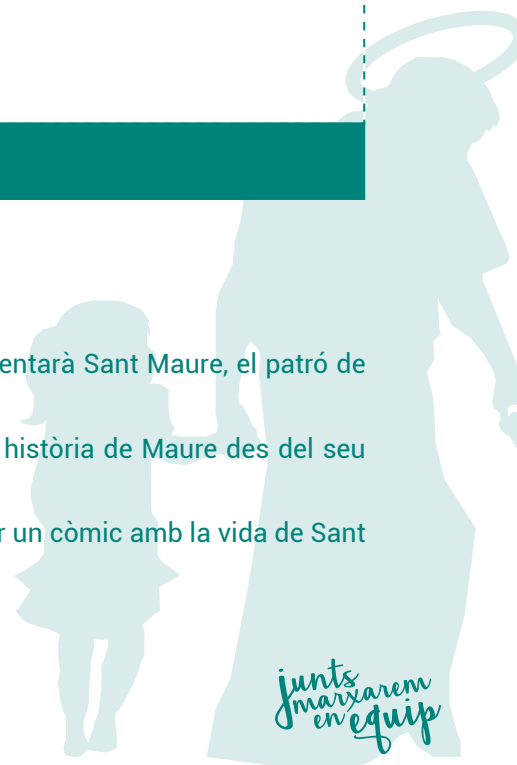 entarà Sant Maure, el patró de
història de Maure des del seu
r un còmic amb la vida de Sant
junts
marxarem
en equip